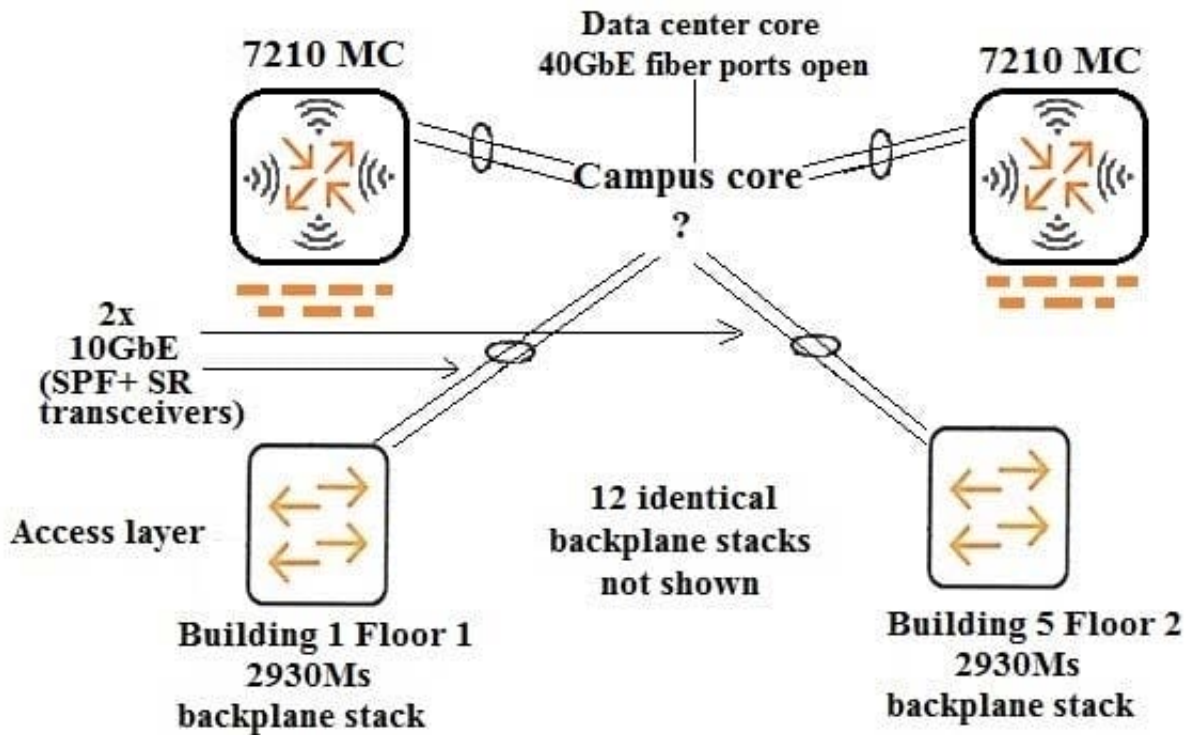 Data center core
40GbE fiber ports open
7210 MC
7210 MC
Campus core
?
2x
10GbE
(SPF+ SR
transceivers)
Access layer
12 identical
backplane stacks
not shown
Building 1 Floor 1
2930Ms
backplane stack
Building 5 Floor 2
2930Ms
backplane stack